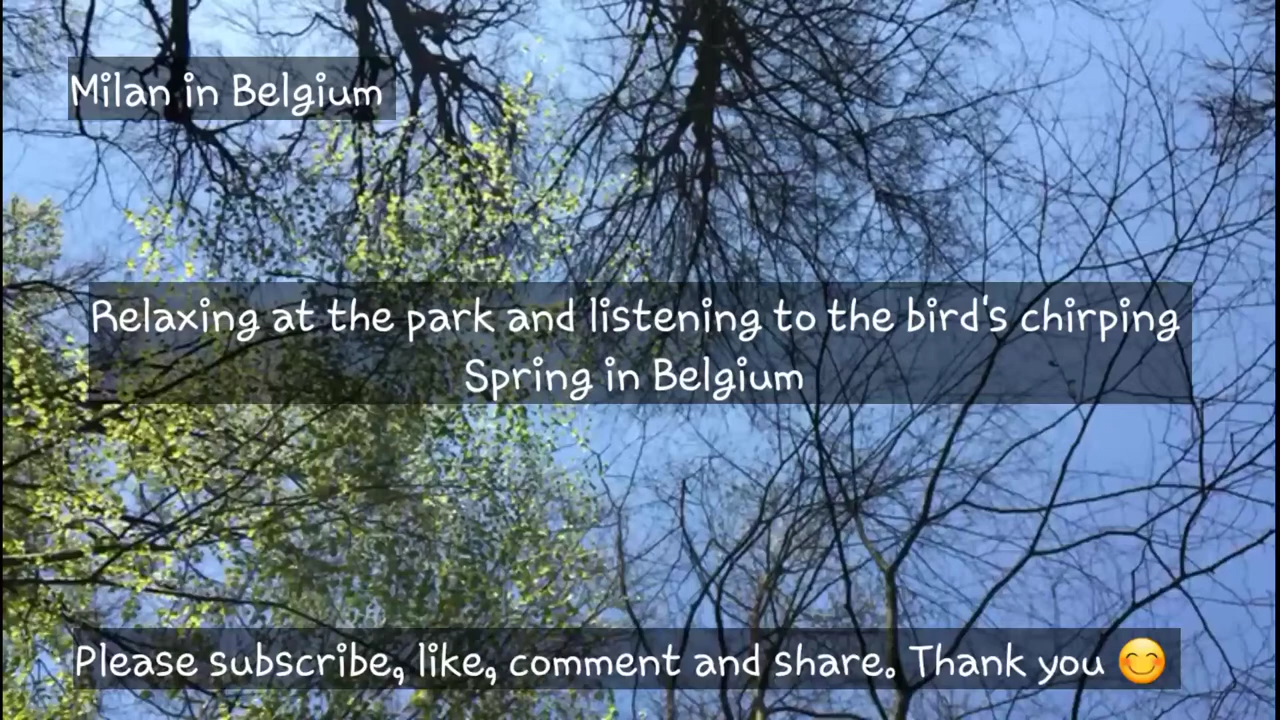 Milan in Belgium
Relaxing at the park and listening to the bird's chirping
Spring in Belgium
Please subscribe, like, comment and share. Thank you 😊